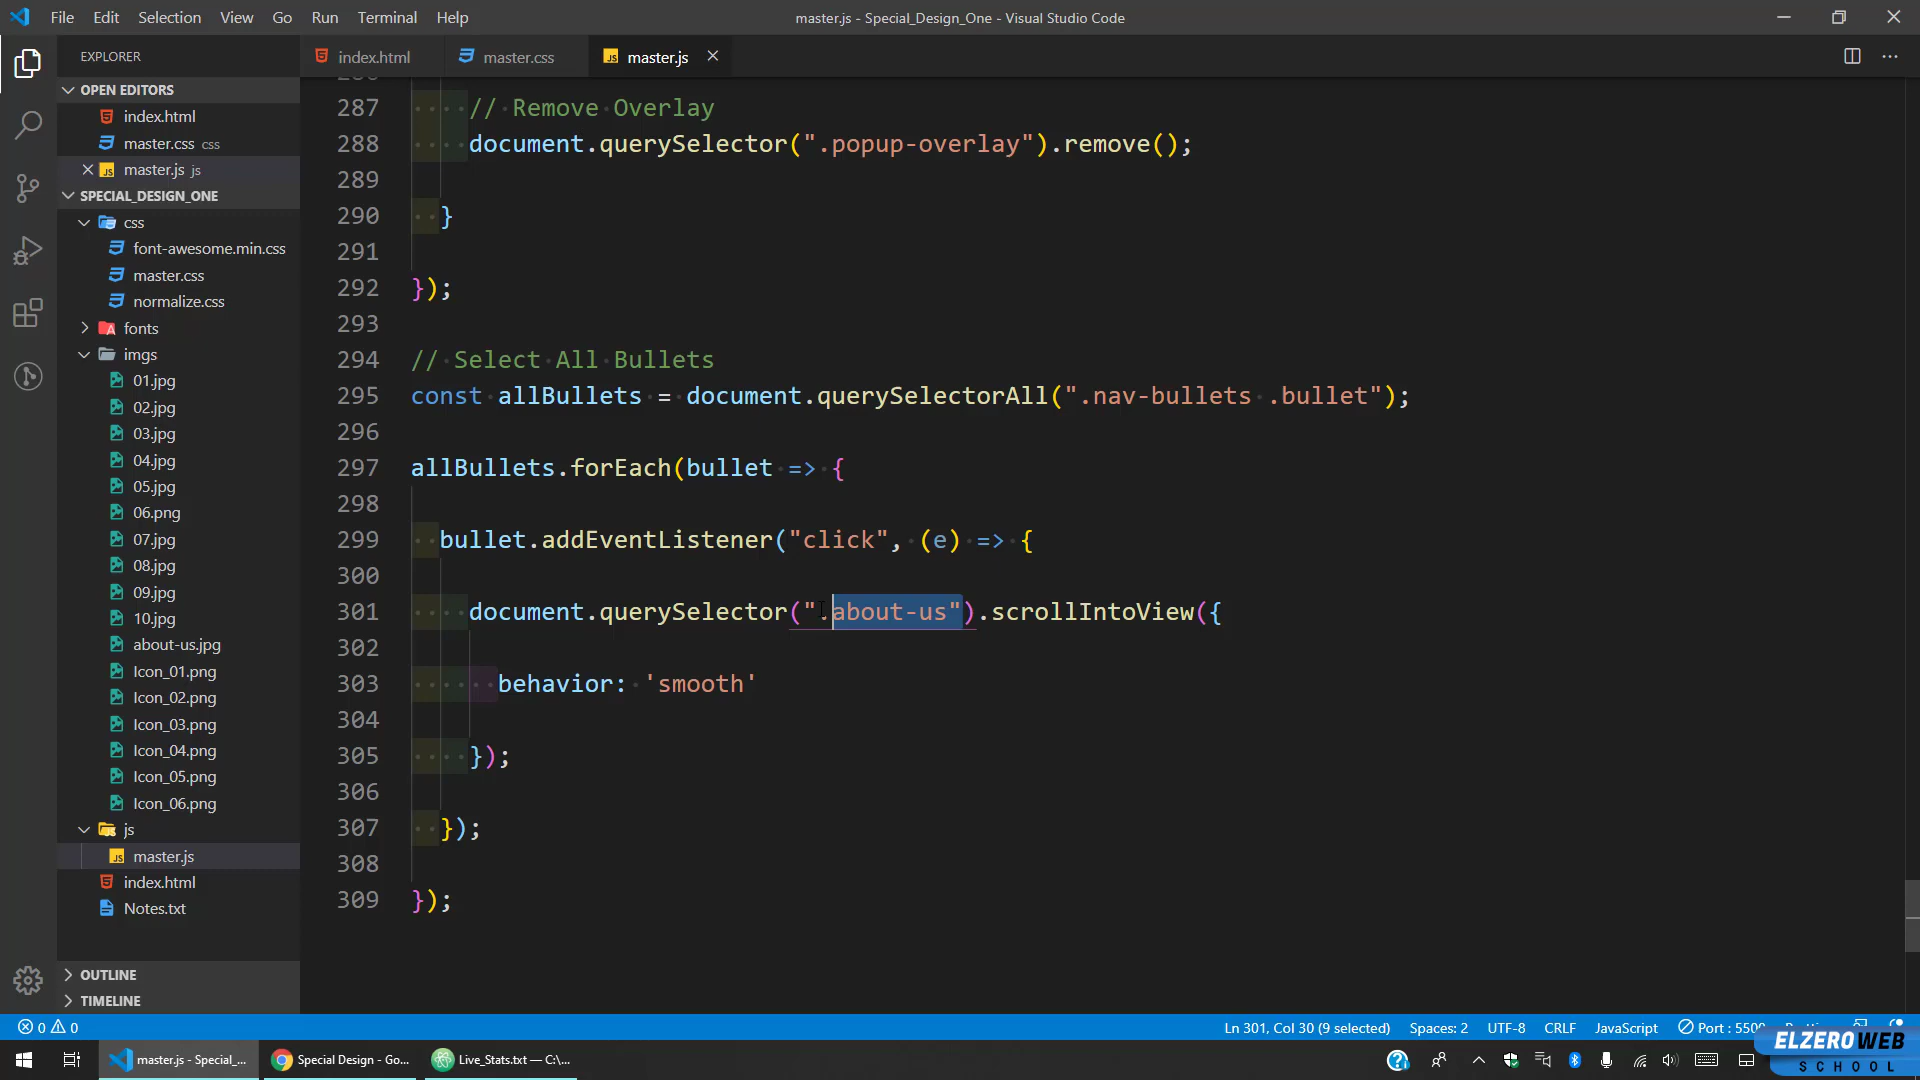 File Edit Selection View Go Run Terminal Help
master.js - Special_Design_One - Visual Studio Code
EXPLORER
index.html
master.css
master.js
OPEN EDITORS
index.html
master.css css
master.js js
SPECIAL_DESIGN_ONE
css
font-awesome.min.css
master.css
normalize.css
fonts
imgs
01.jpg
02.jpg
03.jpg
04.jpg
05.jpg
06.png
07.jpg
08.jpg
09.jpg
10.jpg
about-us.jpg
Icon_01.png
Icon_02.png
Icon_03.png
Icon_04.png
Icon_05.png
Icon_06.png
js
master.js
index.html
Notes.txt
OUTLINE
TIMELINE
287 // Remove Overlay
288 document.querySelector(".popup-overlay").remove();
289
290 }
291
292 });
293
294 // Select All Bullets
295 const allBullets = document.querySelectorAll(".nav-bullets .bullet");
296
297 allBullets.forEach(bullet => {
298
299 bullet.addEventListener("click", (e) => {
300
301 document.querySelector(".about-us").scrollIntoView({
302
303 behavior: 'smooth'
304
305 });
306
307 });
308
309 });
0 0
Ln 301, Col 30 (9 selected) Spaces: 2 UTF-8 CRLF JavaScript Port : 5500
ELZEROWEB
SCHOOL
master.js - Special_...
Special Design - Go...
Live_Stats.txt — C:\...